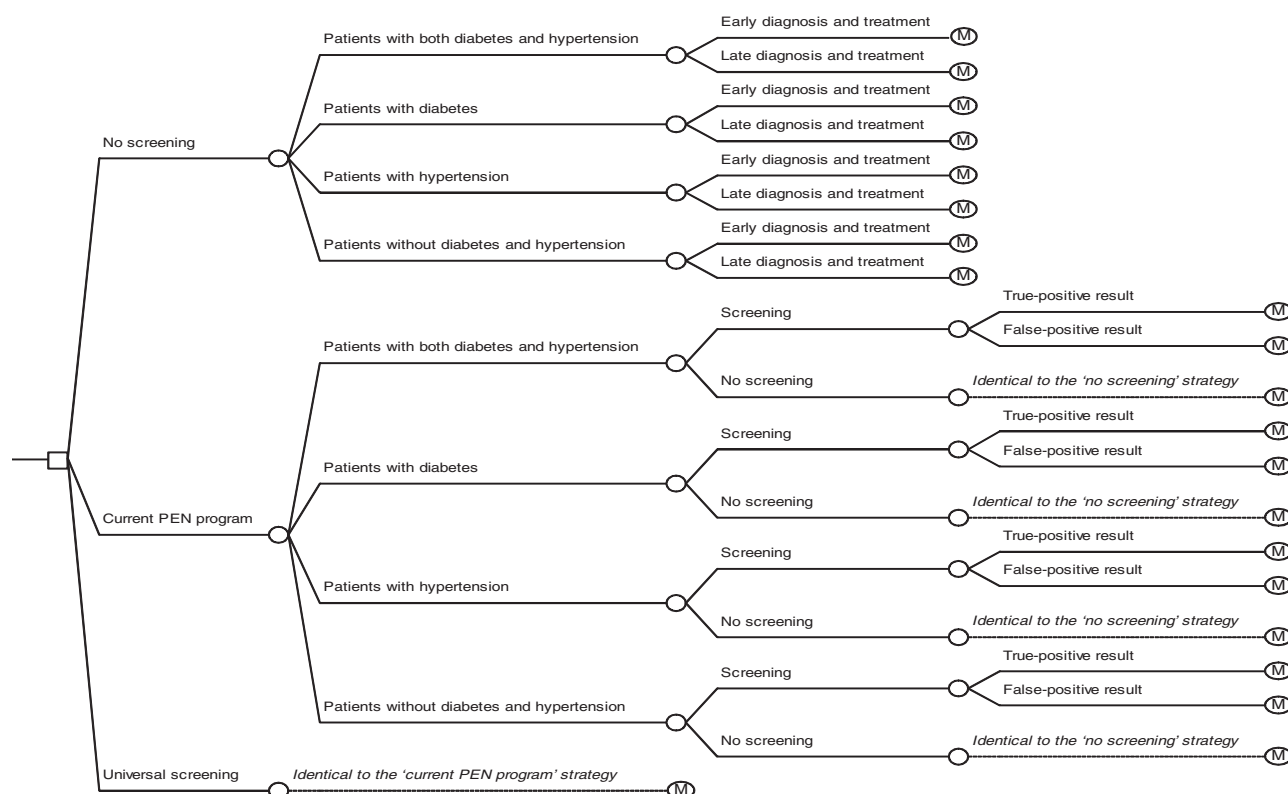 Early diagnosis and treatment
Patients with both diabetes and hypertension
M
Late diagnosis and treatment
M
Early diagnosis and treatment
Patients with diabetes
M
Late diagnosis and treatment
No screening
M
Early diagnosis and treatment
Patients with hypertension
M
Late diagnosis and treatment
M
Early diagnosis and treatment
Patients without diabetes and hypertension
M
Late diagnosis and treatment
M
True-positive result
Screening
M
False-positive result
Patients with both diabetes and hypertension
M
No screening
Identical to the ‘no screening’ strategy
M
True-positive result
Screening
M
False-positive result
Patients with diabetes
M
No screening
Identical to the ‘no screening’ strategy
Current PEN program
M
True-positive result
Screening
M
False-positive result
Patients with hypertension
M
No screening
Identical to the ‘no screening’ strategy
M
True-positive result
Screening
M
False-positive result
Patients without diabetes and hypertension
M
No screening
Identical to the ‘no screening’ strategy
M
Universal screening
Identical to the ‘current PEN program’ strategy
M